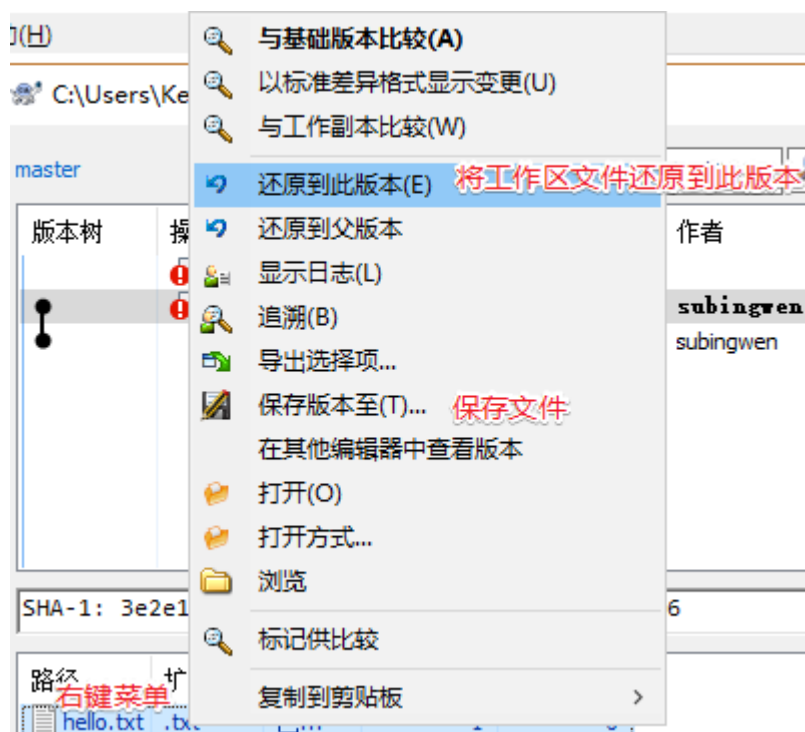 (H)
与基础版本比较(A)
C:\Users\Ke
以标准差异格式显示变更(U)
与工作副本比较(W)
master
还原到此版本(E) 将工作区文件还原到此版本
版本树
还原到父版本
作者
显示日志(L)
subingwen
追溯(B)
subingwen
导出选择项...
保存版本至(T)... 保存文件
在其他编辑器中查看版本
打开(O)
打开方式...
浏览
SHA-1: 3e2e1 6
标记供比较
路径 扩
右键菜单
复制到剪贴板
hello.txt .txt